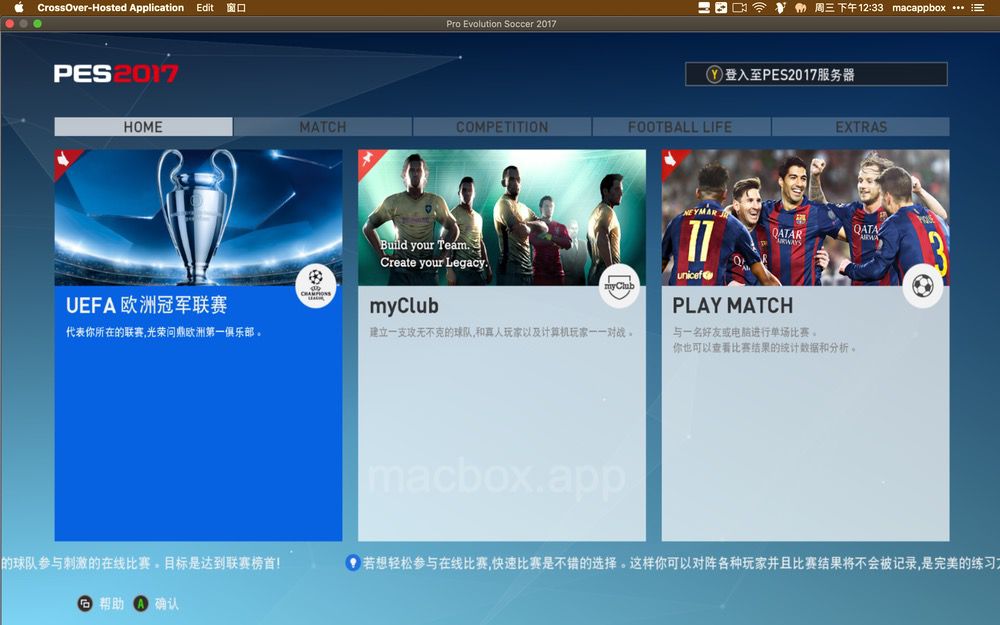 CrossOver-Hosted Application Edit 窗口 周三 下午12:33 macappbox
Pro Evolution Soccer 2017
PES2017
Y 登入至PES2017服务器
HOME MATCH COMPETITION FOOTBALL LIFE EXTRAS
Build your Team.
Create your Legacy.
NEYMAR JR
11
unicef
QATAR
AIRWAYS
QATAR
AIRWAYS
PIQUÉ
3
CHAMPIONS
LEAGUE
myClub
UEFA 欧洲冠军联赛
代表你所在的联赛,光荣问鼎欧洲第一俱乐部。
myClub
建立一支攻无不克的球队,和真人玩家以及计算机玩家一一对战。
PLAY MATCH
与一名好友或电脑进行单场比赛。
你也可以查看比赛结果的统计数据和分析。
macbox.app
的球队参与刺激的在线比赛。目标是达到联赛榜首!
若想轻松参与在线比赛,快速比赛是不错的选择。这样你可以对阵各种玩家并且比赛结果将不会被记录,是完美的练习
帮助 A 确认